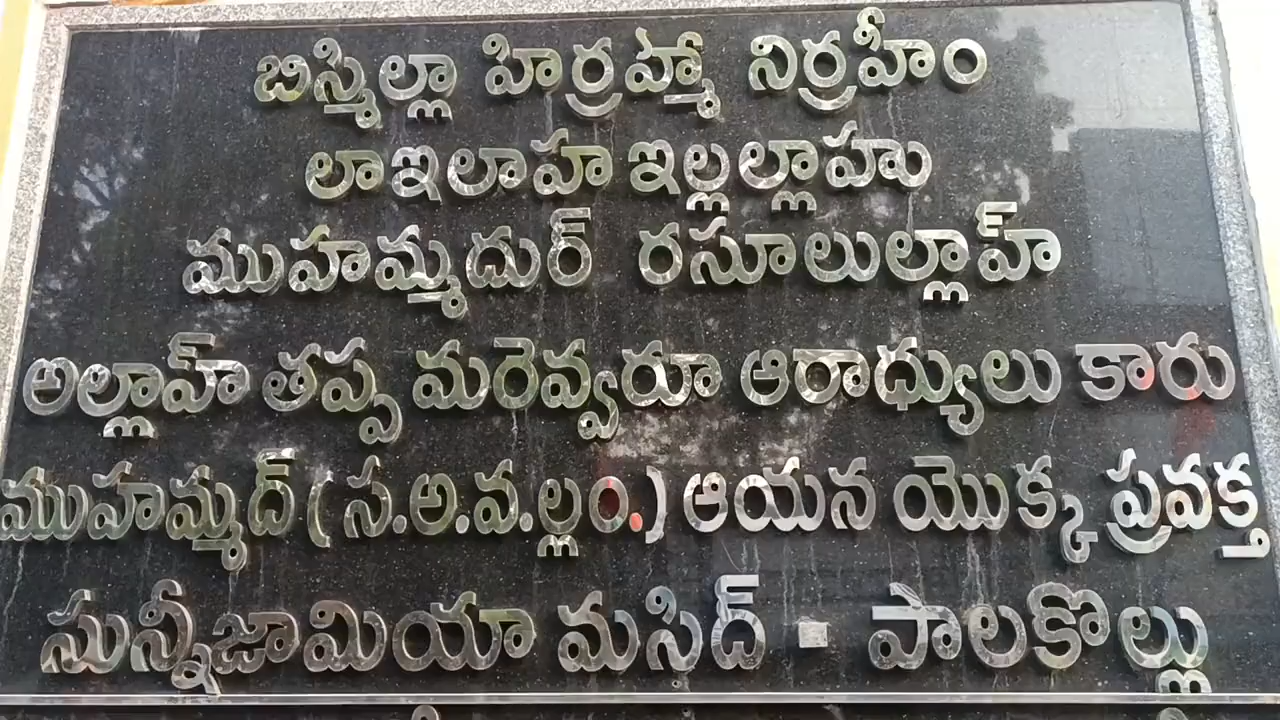 బిస్మిల్లా హిర్రహ్మా నిర్రహీం
లాఇలాహ ఇల్లల్లాహు
ముహమ్మదుర్ రసూలుల్లాహ్
అల్లాహ్ తప్ప మరెవ్వరూ ఆరాధ్యులు కారు
ముహమ్మద్ (స.అ.వ.ల్లం.) ఆయన యొక్క ప్రవక్త
సున్నీజామియా మసీద్ - పాలకొల్లు